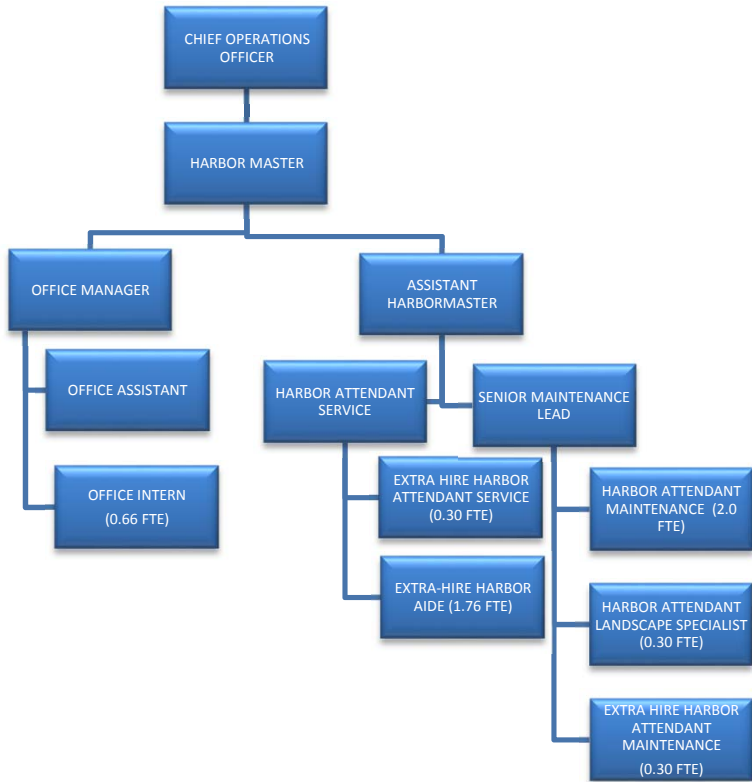 CHIEF OPERATIONS
OFFICER
HARBOR MASTER
OFFICE MANAGER
ASSISTANT
HARBORMASTER
OFFICE ASSISTANT
HARBOR ATTENDANT
SERVICE
SENIOR MAINTENANCE
LEAD
OFFICE INTERN
(0.66 FTE)
EXTRA HIRE HARBOR
ATTENDANT SERVICE
(0.30 FTE)
HARBOR ATTENDANT
MAINTENANCE (2.0
FTE)
EXTRA-HIRE HARBOR
AIDE (1.76 FTE)
HARBOR ATTENDANT
LANDSCAPE SPECIALIST
(0.30 FTE)
EXTRA HIRE HARBOR
ATTENDANT
MAINTENANCE
(0.30 FTE)